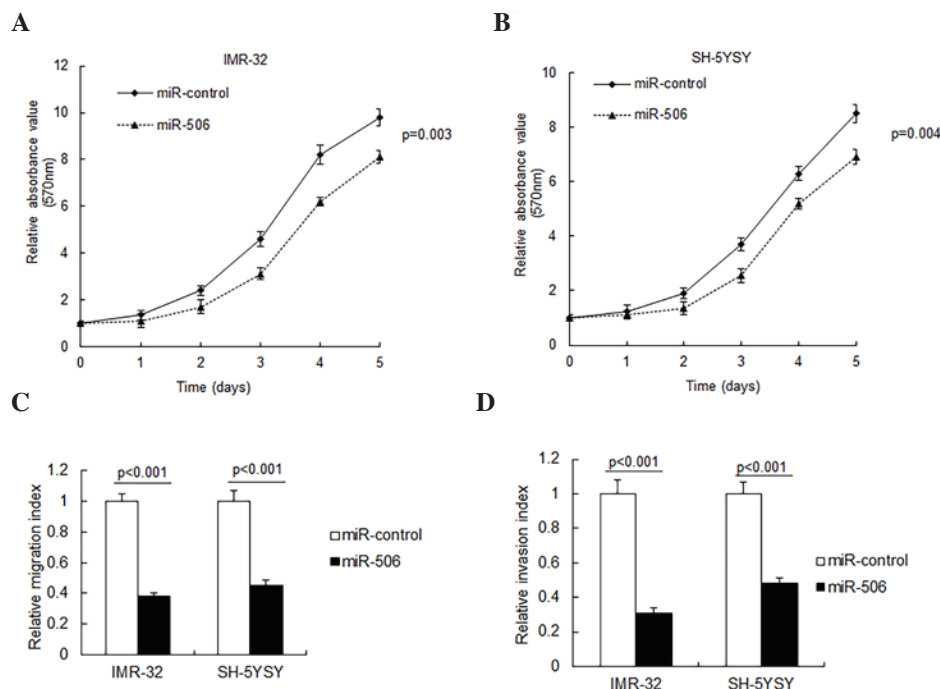 A
IMR-32
miR-control
miR-506
p=0.003
Relative absorbance value
(570nm)
12
10
8
6
4
2
0
0 1 2 3 4 5
Time (days)
B
SH-5YSY
miR-control
miR-506
p=0.004
Relative absorbance value
(570nm)
10
8
6
4
2
0
0 1 2 3 4 5
Time (days)
C
Relative migration index
1.2
1
0.8
0.6
0.4
0.2
0
p<0.001 p<0.001
miR-control
miR-506
IMR-32 SH-5YSY
D
Relative invasion index
1.2
1
0.8
0.6
0.4
0.2
0
p<0.001 p<0.001
miR-control
miR-506
IMR-32 SH-5YSY